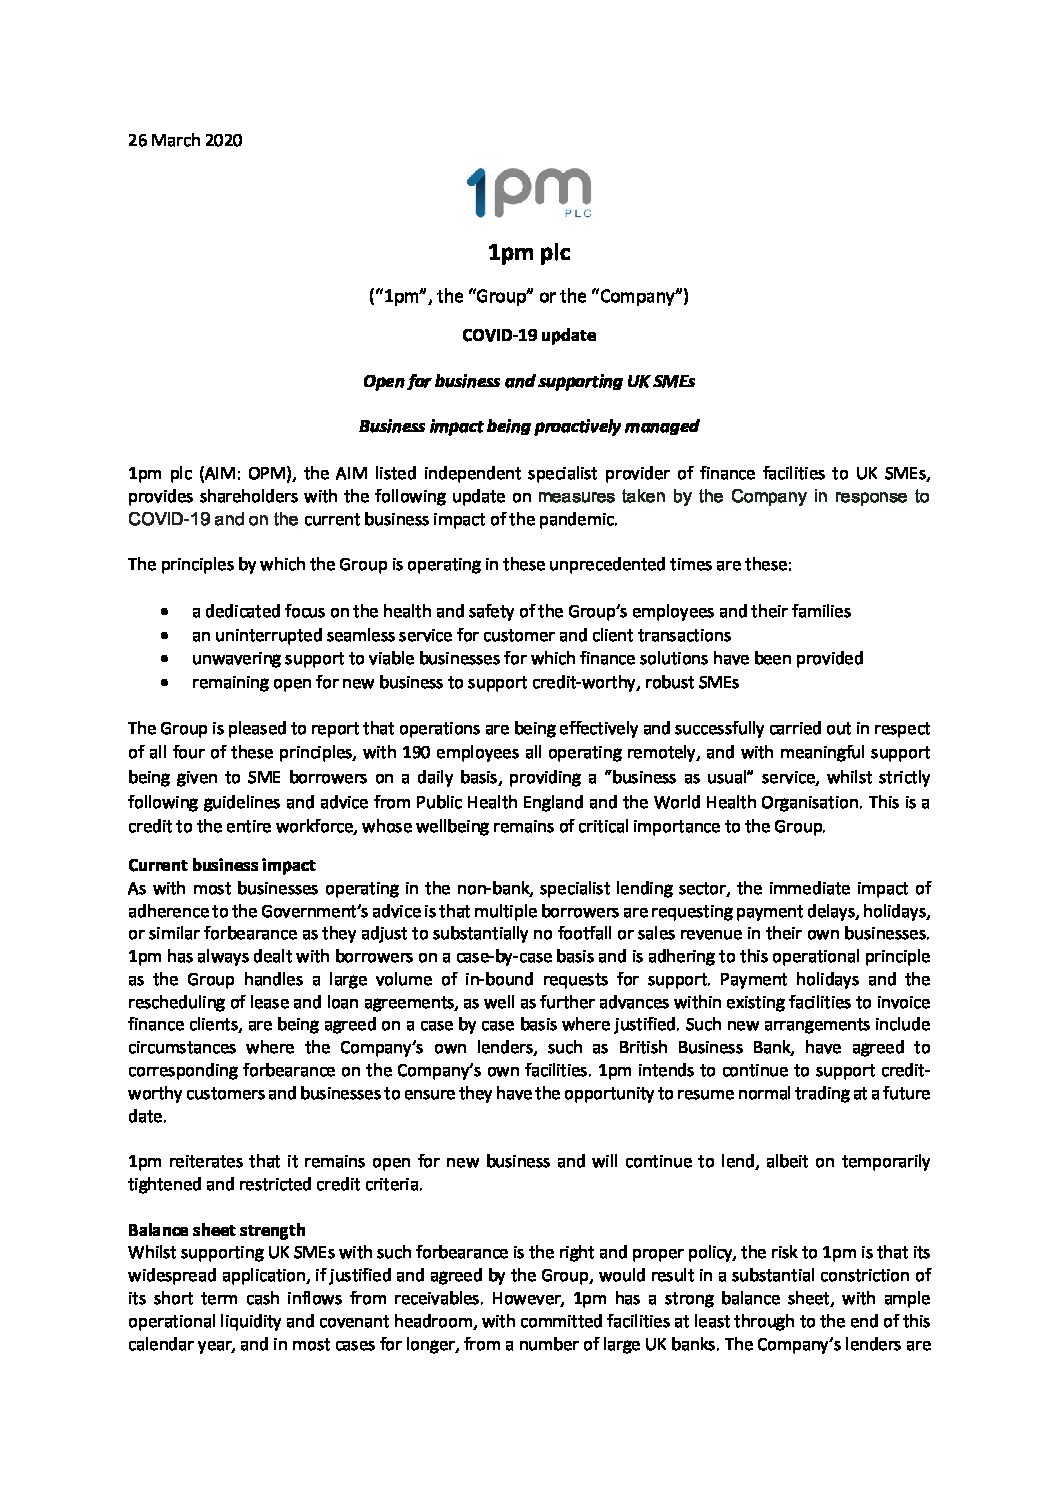 26 March 2020
1pm
PLC
1pm plc
(“1pm”, the “Group” or the “Company”)
COVID-19 update
Open for business and supporting UK SMEs
Business impact being proactively managed
1pm plc (AIM: OPM), the AIM listed independent specialist provider of finance facilities to UK SMEs,
provides shareholders with the following update on measures taken by the Company in response to
COVID-19 and on the current business impact of the pandemic.
The principles by which the Group is operating in these unprecedented times are these:
• a dedicated focus on the health and safety of the Group’s employees and their families
• an uninterrupted seamless service for customer and client transactions
• unwavering support to viable businesses for which finance solutions have been provided
• remaining open for new business to support credit-worthy, robust SMEs
The Group is pleased to report that operations are being effectively and successfully carried out in respect
of all four of these principles, with 190 employees all operating remotely, and with meaningful support
being given to SME borrowers on a daily basis, providing a “business as usual” service, whilst strictly
following guidelines and advice from Public Health England and the World Health Organisation. This is a
credit to the entire workforce, whose wellbeing remains of critical importance to the Group.
Current business impact
As with most businesses operating in the non-bank, specialist lending sector, the immediate impact of
adherence to the Government’s advice is that multiple borrowers are requesting payment delays, holidays,
or similar forbearance as they adjust to substantially no footfall or sales revenue in their own businesses.
1pm has always dealt with borrowers on a case-by-case basis and is adhering to this operational principle
as the Group handles a large volume of in-bound requests for support. Payment holidays and the
rescheduling of lease and loan agreements, as well as further advances within existing facilities to invoice
finance clients, are being agreed on a case by case basis where justified. Such new arrangements include
circumstances where the Company’s own lenders, such as British Business Bank, have agreed to
corresponding forbearance on the Company’s own facilities. 1pm intends to continue to support credit-
worthy customers and businesses to ensure they have the opportunity to resume normal trading at a future
date.
1pm reiterates that it remains open for new business and will continue to lend, albeit on temporarily
tightened and restricted credit criteria.
Balance sheet strength
Whilst supporting UK SMEs with such forbearance is the right and proper policy, the risk to 1pm is that its
widespread application, if justified and agreed by the Group, would result in a substantial constriction of
its short term cash inflows from receivables. However, 1pm has a strong balance sheet, with ample
operational liquidity and covenant headroom, with committed facilities at least through to the end of this
calendar year, and in most cases for longer, from a number of large UK banks. The Company’s lenders are